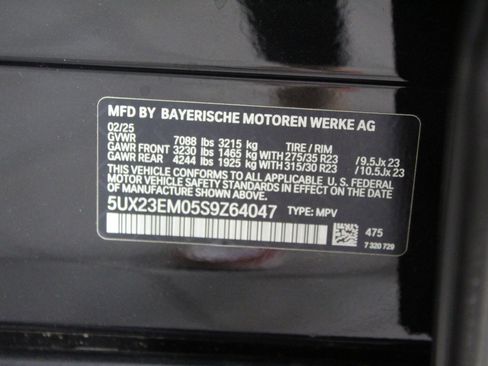 MFD BY BAYERISCHE MOTOREN WERKE AG
02/25
GVWR 7088 lbs 3215 kg TIRE / RIM
GAWR FRONT 3230 lbs 1465 kg WITH 275/35 R23 /9.5Jx 23
GAWR REAR 4244 lbs 1925 kg WITH 315/30 R23 /10.5Jx 23
THIS VEHICLE CONFORMS TO ALL APPLICABLE U. S. FEDERAL
MOTOR VEHICLE SAFETY STANDARDS IN EFFECT ON THE DATE
OF MANUFACTURE SHOWN ABOVE.
5UX23EM05S9Z64047 TYPE: MPV
475
7 320 729